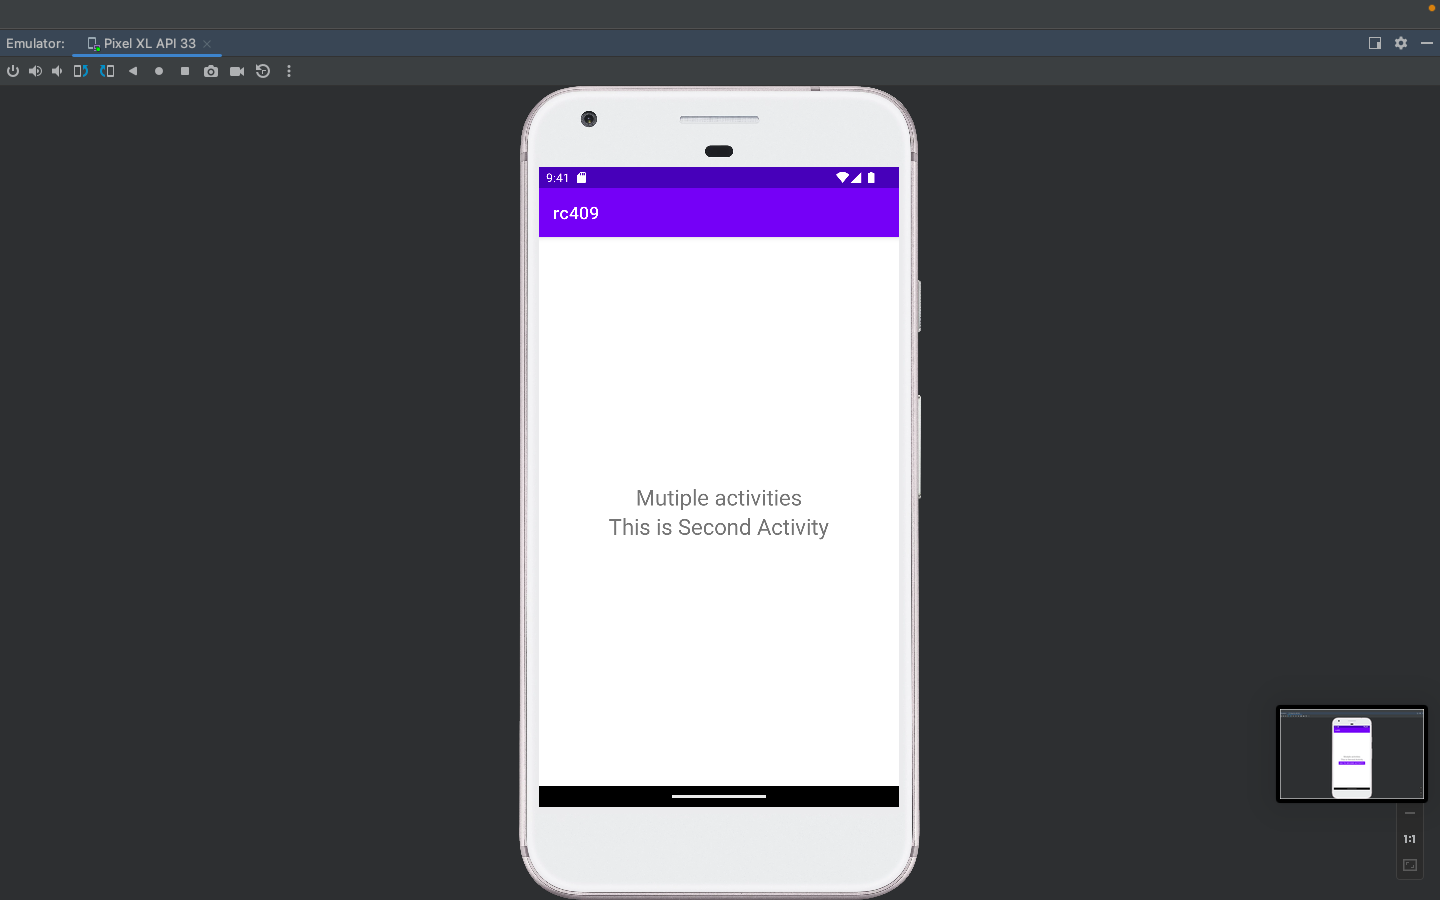 Emulator:
Pixel XL API 33
9:41
rc409
Mutiple activities
This is Second Activity
1:1